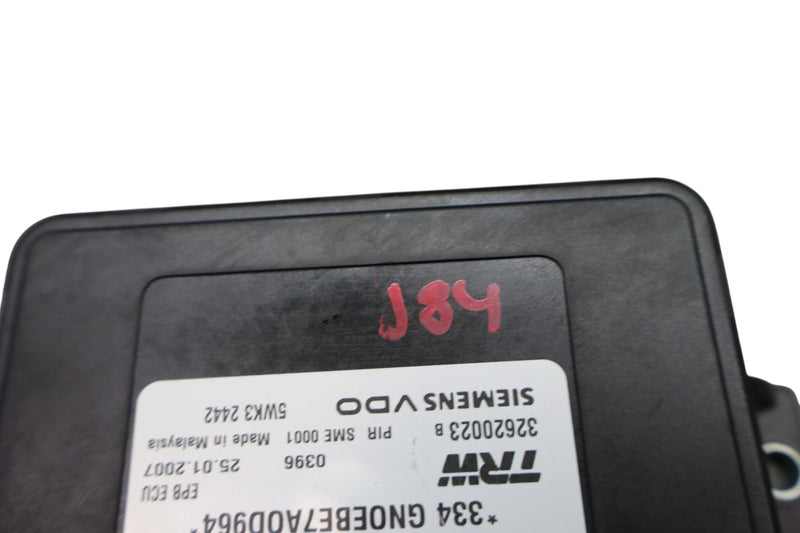 J84
*334 GNOEBE7AOD964*
TRW EPB ECU
0396 25.01.2007
32620023 B PIR SME 0001 Made in Malaysia
SIEMENS VDO 5WK3 2442